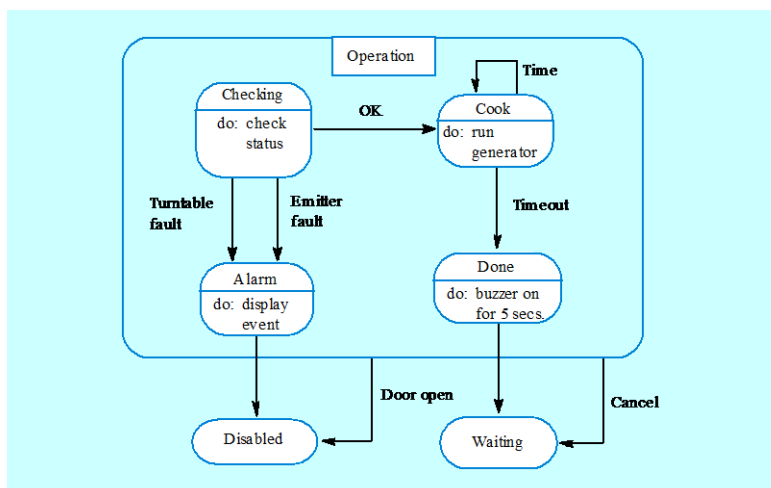 Operation
Checking
do: check
status
OK
Time
Cook
do: run
generator
Turntable
fault
Emitter
fault
Timeout
Alarm
do: display
event
Done
do: buzzer on
for 5 secs.
Door open
Cancel
Disabled
Waiting